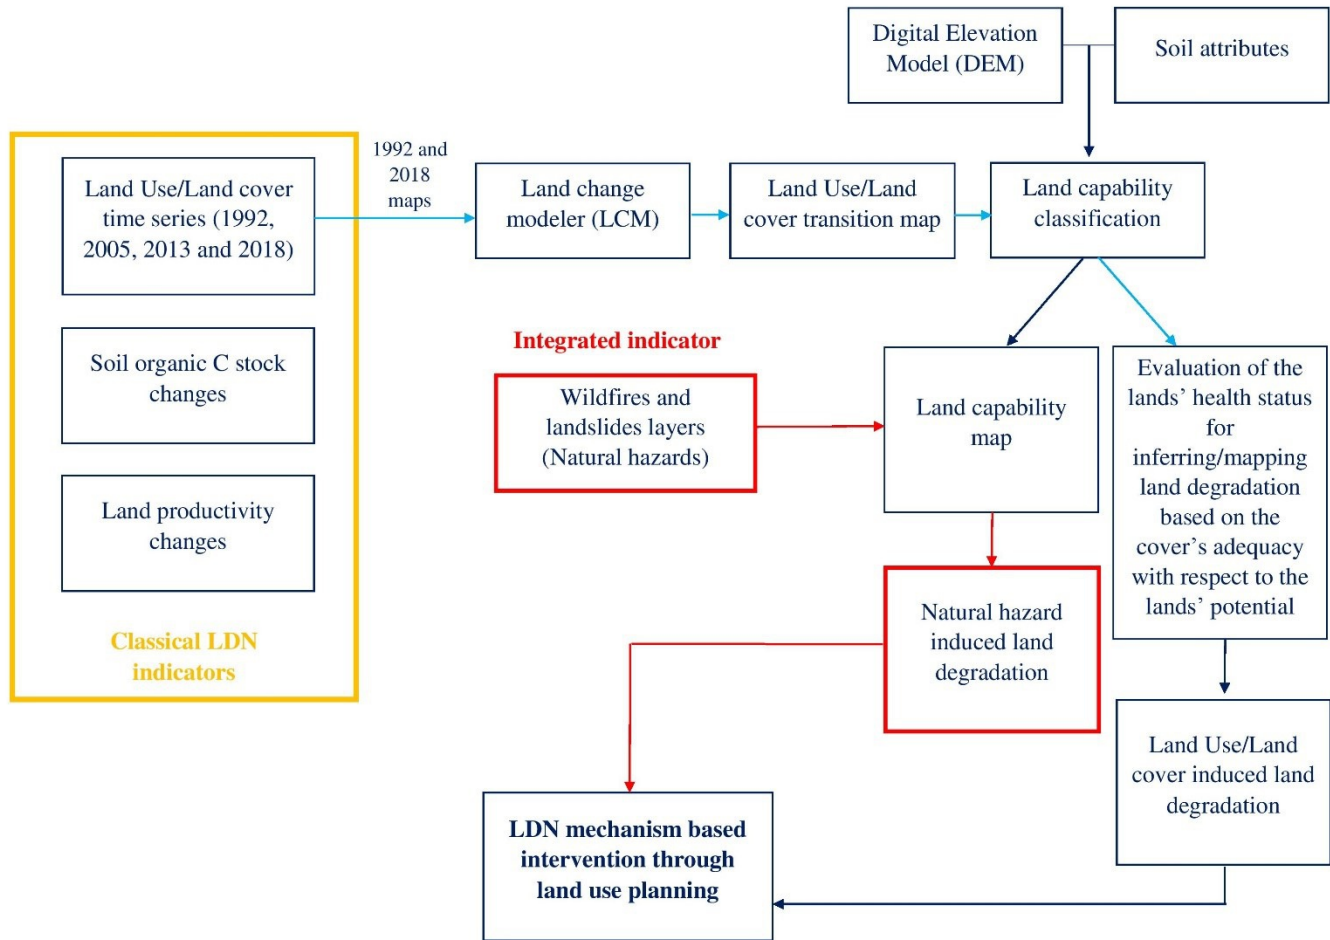 Digital Elevation
Model (DEM)
Soil attributes
Land Use/Land cover
time series (1992,
2005, 2013 and 2018)
1992 and
2018
maps
Land change
modeler (LCM)
Land Use/Land
cover transition map
Land capability
classification
Soil organic C stock
changes
Land productivity
changes
Classical LDN
indicators
Integrated indicator
Wildfires and
landslides layers
(Natural hazards)
Land capability
map
Evaluation of the
lands’ health status
for
inferring/mapping
land degradation
based on the
cover’s adequacy
with respect to the
lands’ potential
Natural hazard
induced land
degradation
Land Use/Land
cover induced land
degradation
LDN mechanism based
intervention through
land use planning